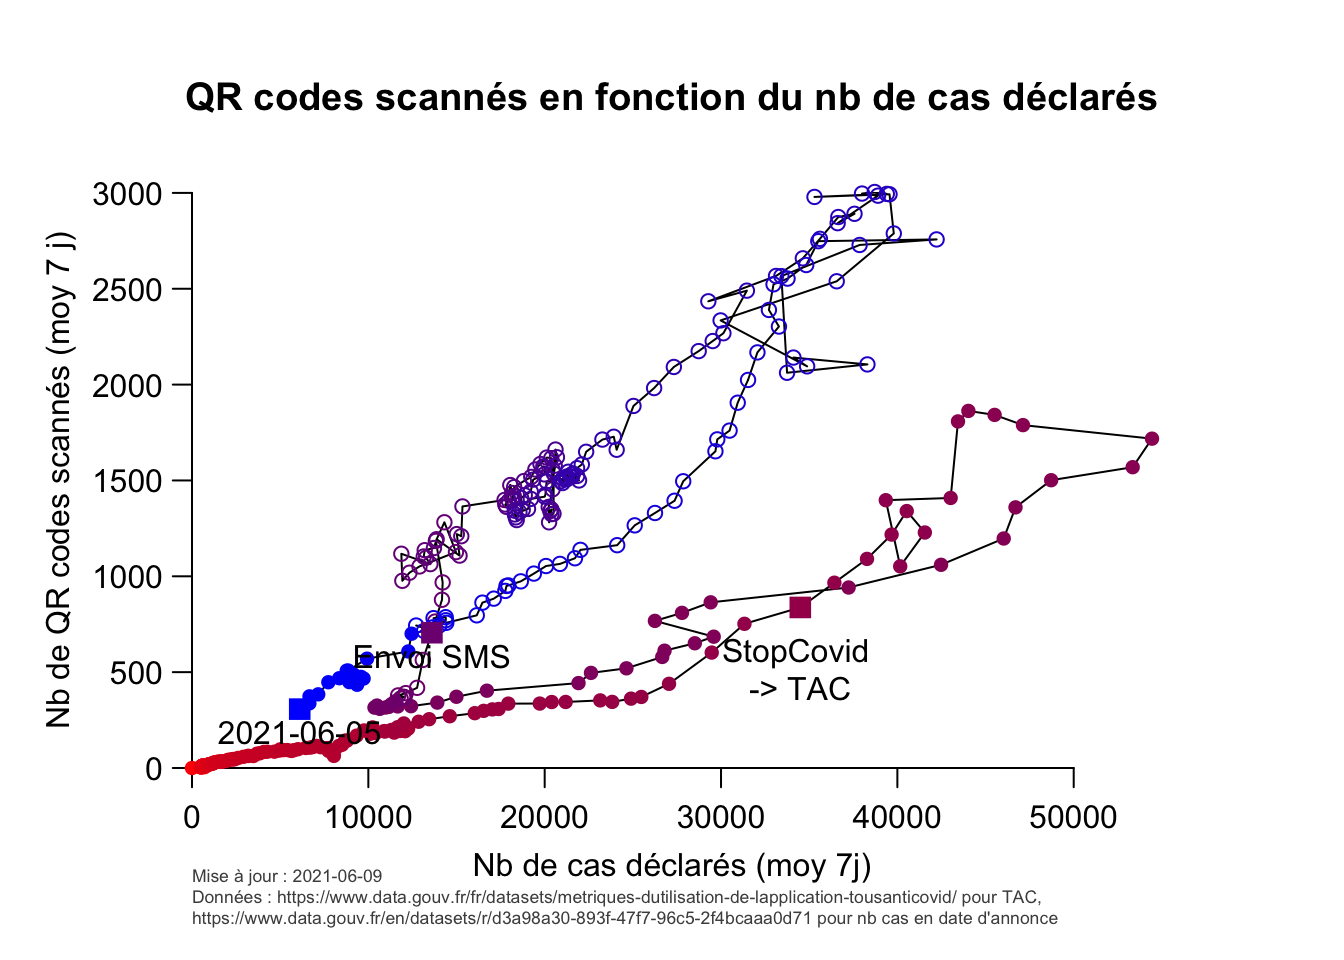 QR codes scannés en fonction du nb de cas déclarés
Nb de QR codes scannés (moy 7 j)
3000
2500
2000
1500
1000
500
0
Envoi SMS
StopCovid
-> TAC
2021-06-05
0 10000 20000 30000 40000 50000
Nb de cas déclarés (moy 7j)
Mise à jour : 2021-06-09
Données : https://www.data.gouv.fr/fr/datasets/metriques-dutilisation-de-lapplication-tousanticovid/ pour TAC,
https://www.data.gouv.fr/en/datasets/r/d3a98a30-893f-47f7-96c5-2f4bcaaa0d71 pour nb cas en date d'annonce